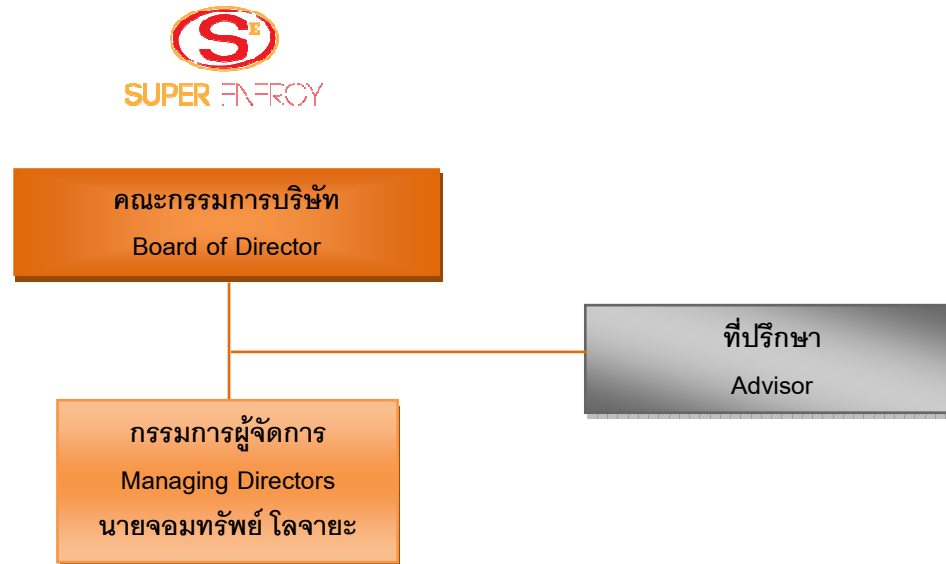 SE
SUPER ENERGY
คณะกรรมการบริษัท
Board of Director
ที่ปรึกษา
Advisor
กรรมการผู้จัดการ
Managing Directors
นายจอมทรัพย์ โลจายะ